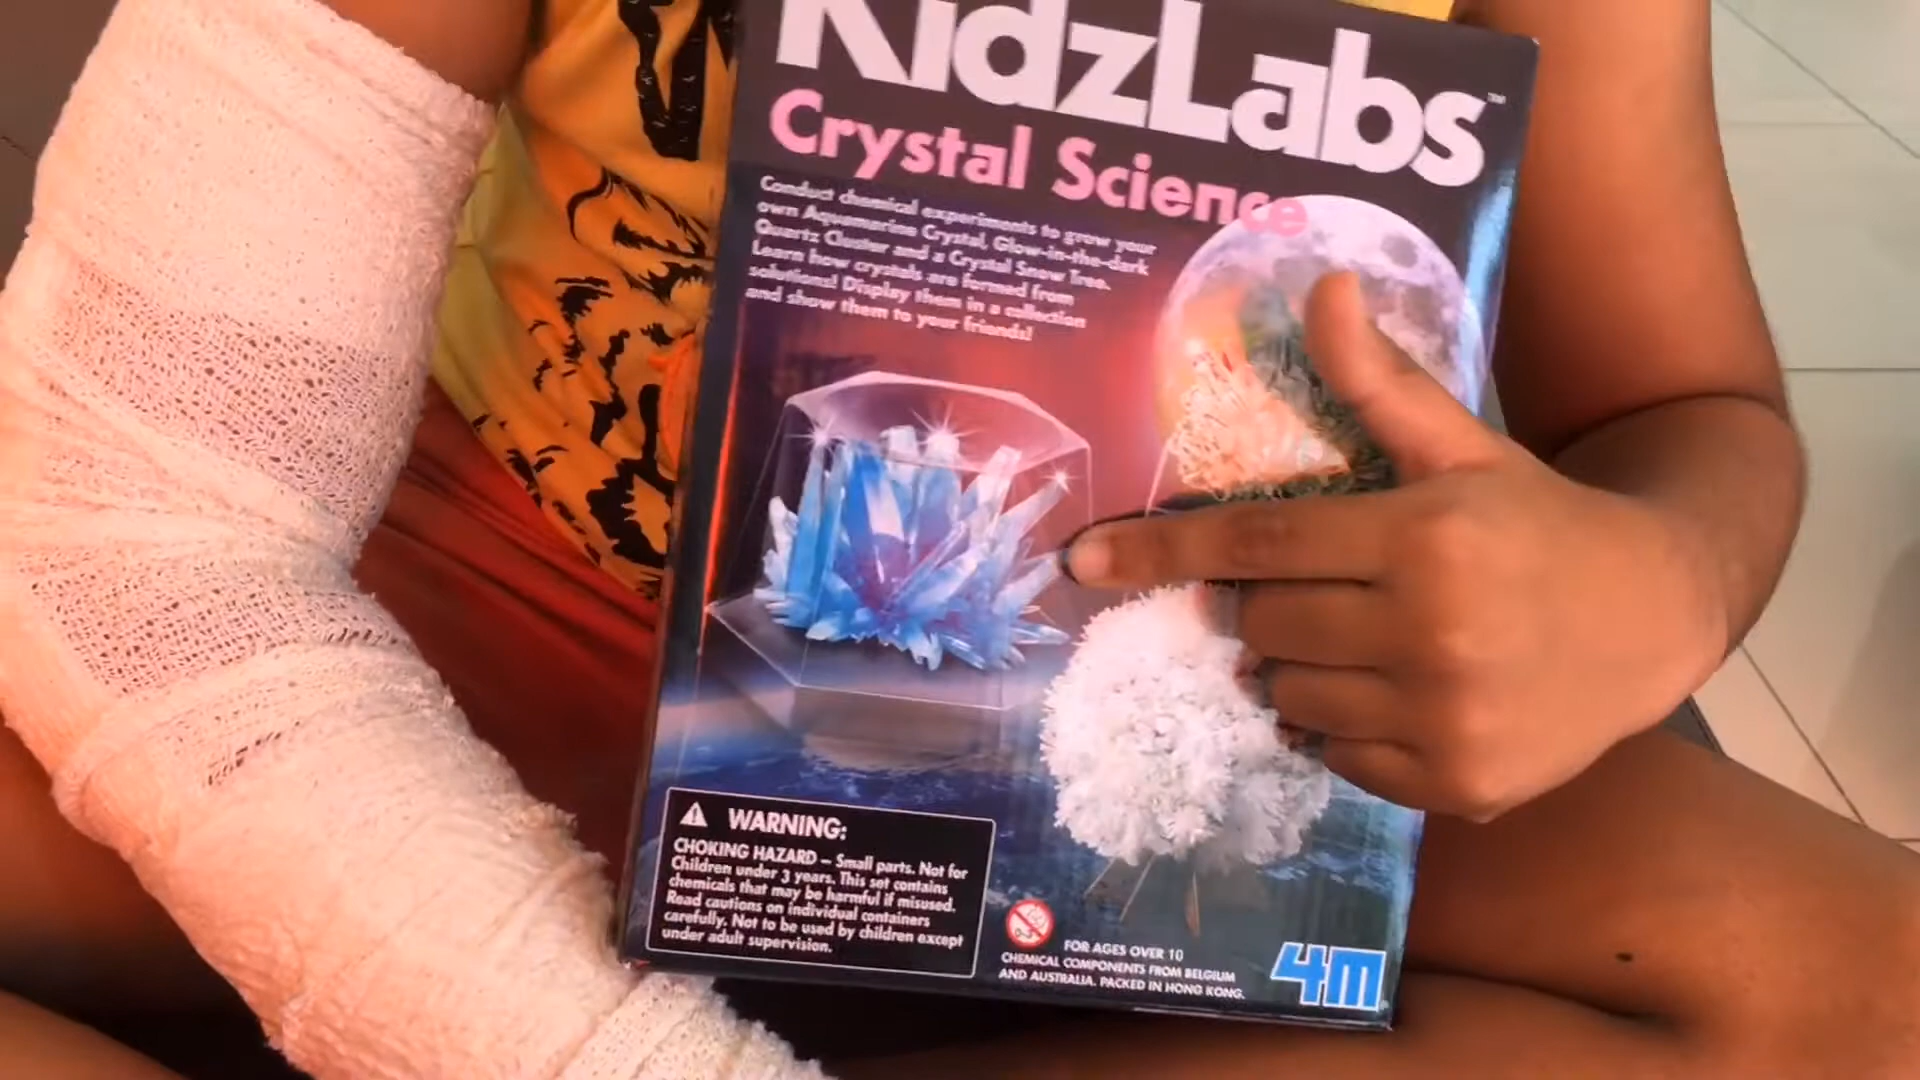 KidzLabs™
Crystal Science
Conduct chemical experiments to grow your
own Aquamarine Crystal, Glow-in-the-dark
Quartz Cluster and a Crystal Snow Tree.
Learn how crystals are formed from
solutions! Display them in a collection
and show them to your friends!
WARNING:
CHOKING HAZARD – Small parts. Not for
Children under 3 years. This set contains
chemicals that may be harmful if misused.
Read cautions on individual containers
carefully. Not to be used by children except
under adult supervision.
FOR AGES OVER 10
CHEMICAL COMPONENTS FROM BELGIUM
AND AUSTRALIA. PACKED IN HONG KONG.
4M